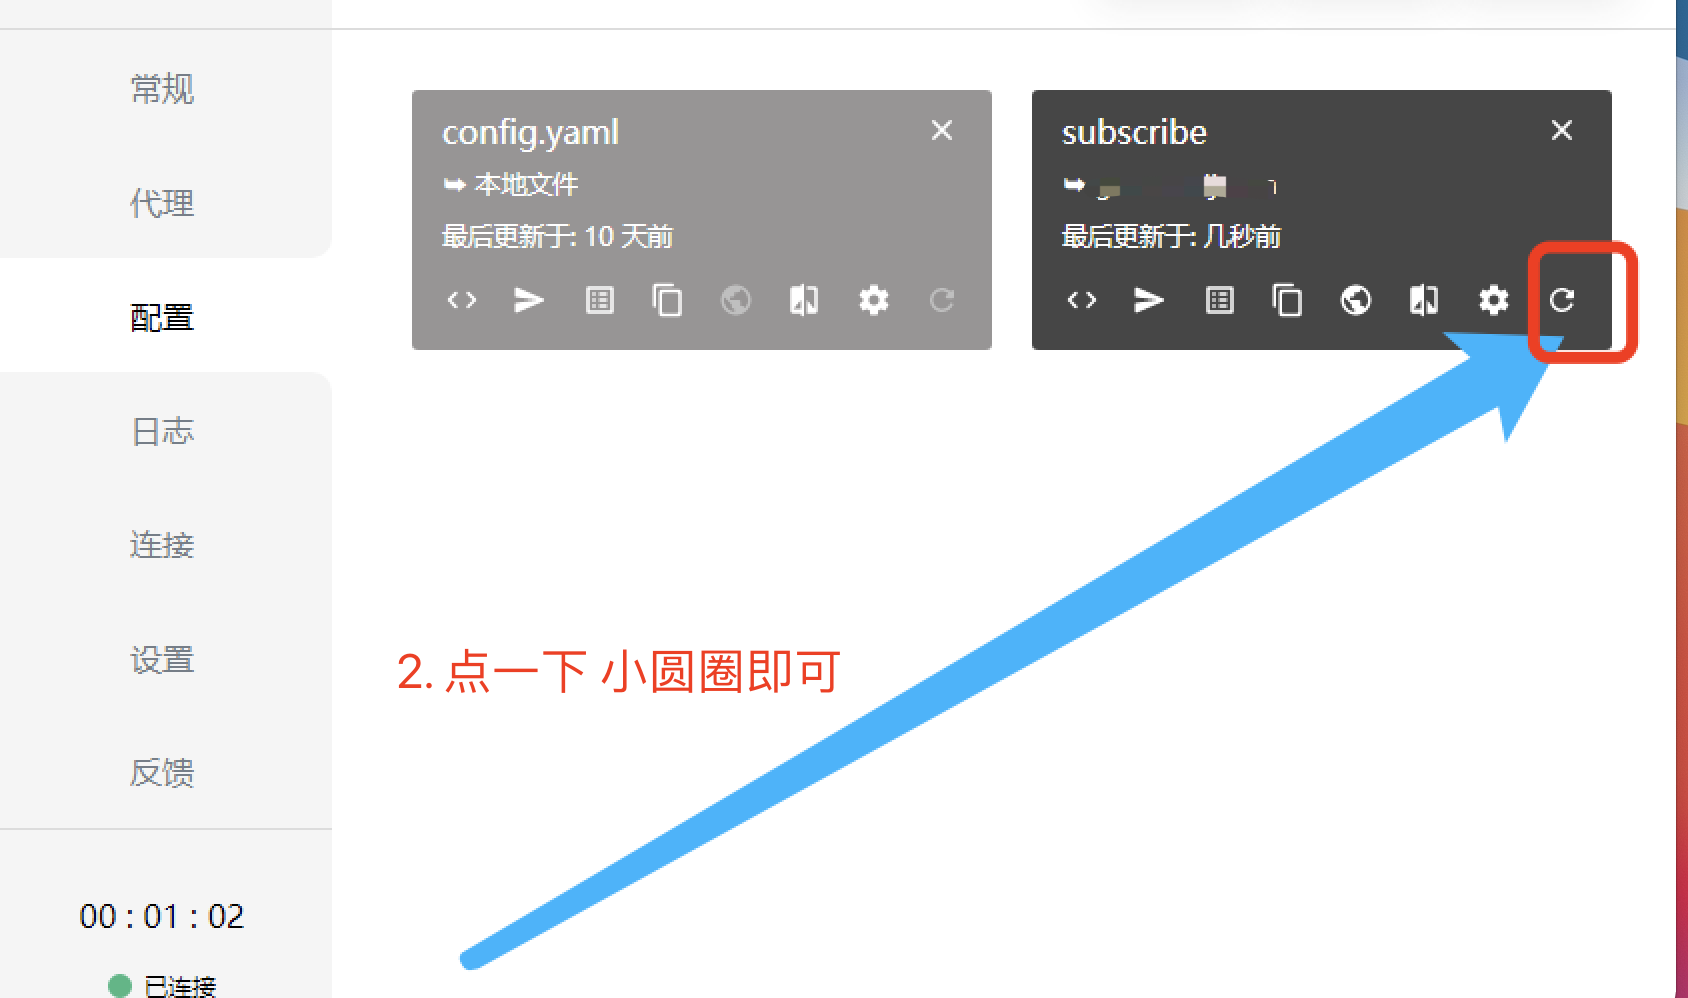 常规
代理
配置
日志
连接
设置
反馈
00 : 01 : 02
已连接
config.yaml
本地文件
最后更新于: 10 天前
subscribe
最后更新于: 几秒前
2. 点一下 小圆圈即可